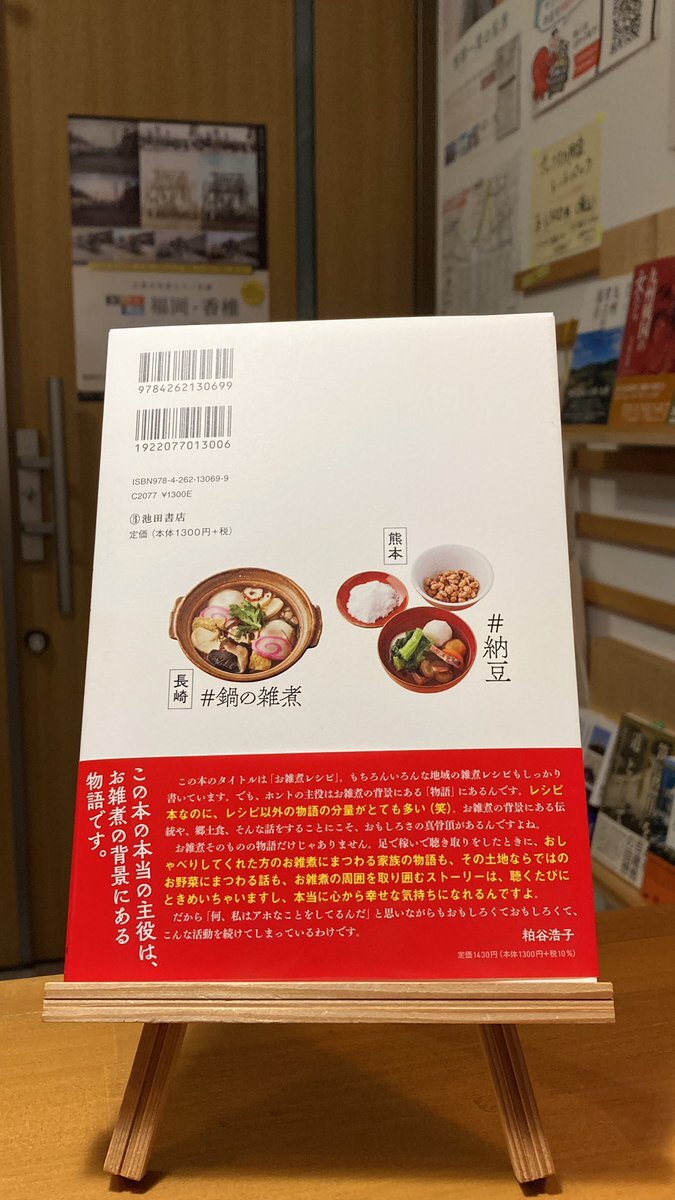 福岡・香椎
9784262130699
1922077013006
ISBN978-4-262-13069-9
C2077 ¥1300E
③池田書店
定価（本体1300円+税）
熊本
#納豆
長崎
#鍋の雑煮
この本の本当の主役は、
お雑煮の背景にある
物語です。
この本のタイトルは「お雑煮レシピ」。もちろんいろんな地域の雑煮レシピもしっかり
書いています。でも、ホントの主役はお雑煮の背景にある「物語」にあるんです。レシピ
本なのに、レシピ以外の物語の分量がとても多い（笑）。お雑煮の背景にある伝
統や、郷土食、そんな話をすることにこそ、おもしろさの真骨頂があるんですよね。
お雑煮そのものの物語だけじゃありません。足で稼いで聴き取りをしたときに、おし
ゃべりしてくれた方のお雑煮にまつわる家族の物語も、その土地ならではの
お野菜にまつわる話も、お雑煮の周囲を取り囲むストーリーは、聴くたびに
ときめいちゃいますし、本当に心から幸せな気持ちになれるんですよ。
だから「何、私はアホなことをしてるんだ」と思いながらもおもしろくておもしろくて、
こんな活動を続けてしまっているわけです。
粕谷浩子
定価1430円（本体1300円+税10%）